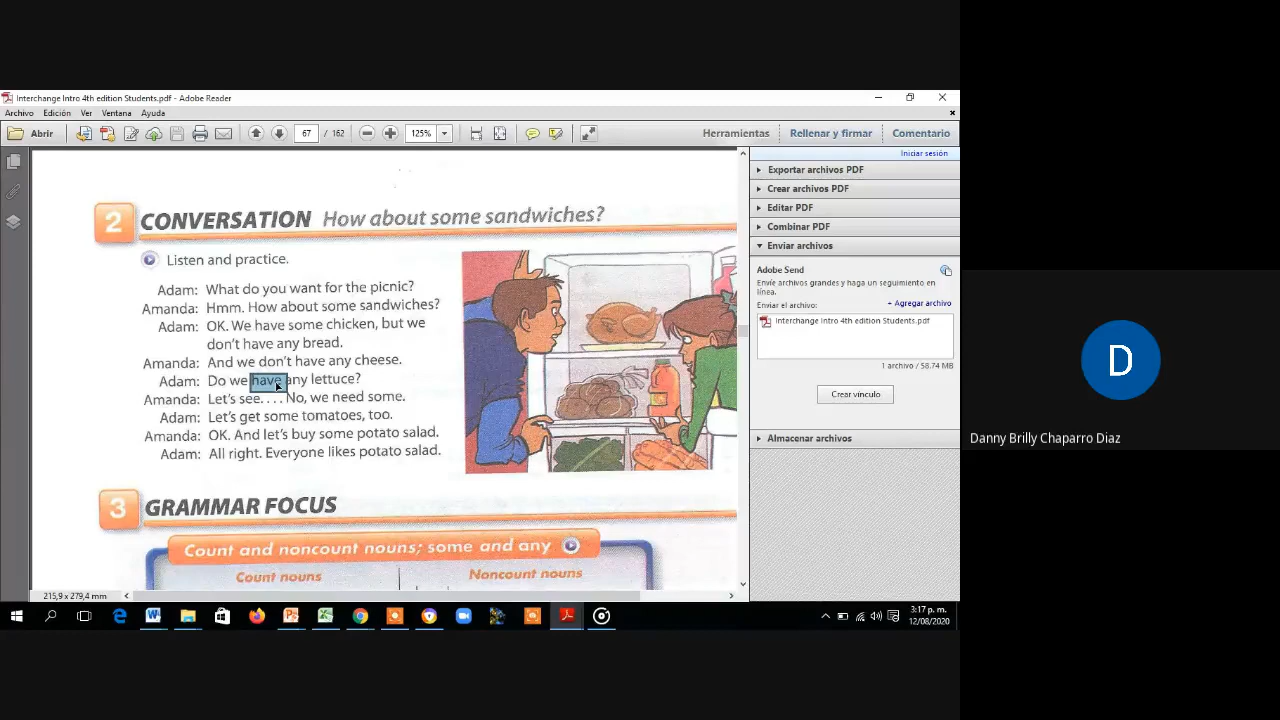 Interchange Intro 4th edition Students.pdf - Adobe Reader
Archivo Edición Ver Ventana Ayuda
Abrir
67 / 162
125%
Herramientas
Rellenar y firmar
Comentario
Iniciar sesión
2 CONVERSATION How about some sandwiches?
Listen and practice.
Adam: What do you want for the picnic?
Amanda: Hmm. How about some sandwiches?
Adam: OK. We have some chicken, but we
don't have any bread.
Amanda: And we don't have any cheese.
Adam: Do we have any lettuce?
Amanda: Let's see. . . . No, we need some.
Adam: Let's get some tomatoes, too.
Amanda: OK. And let's buy some potato salad.
Adam: All right. Everyone likes potato salad.
3 GRAMMAR FOCUS
Count and noncount nouns; some and any
Count nouns
Noncount nouns
215,9 x 279,4 mm
Exportar archivos PDF
Crear archivos PDF
Editar PDF
Combinar PDF
Enviar archivos
Adobe Send
Envíe archivos grandes y haga un seguimiento en
línea.
Enviar el archivo:
+ Agregar archivo
Interchange Intro 4th edition Students.pdf
1 archivo / 58.74 MB
Crear vínculo
Almacenar archivos
3:17 p. m.
12/08/2020
D
Danny Brilly Chaparro Diaz